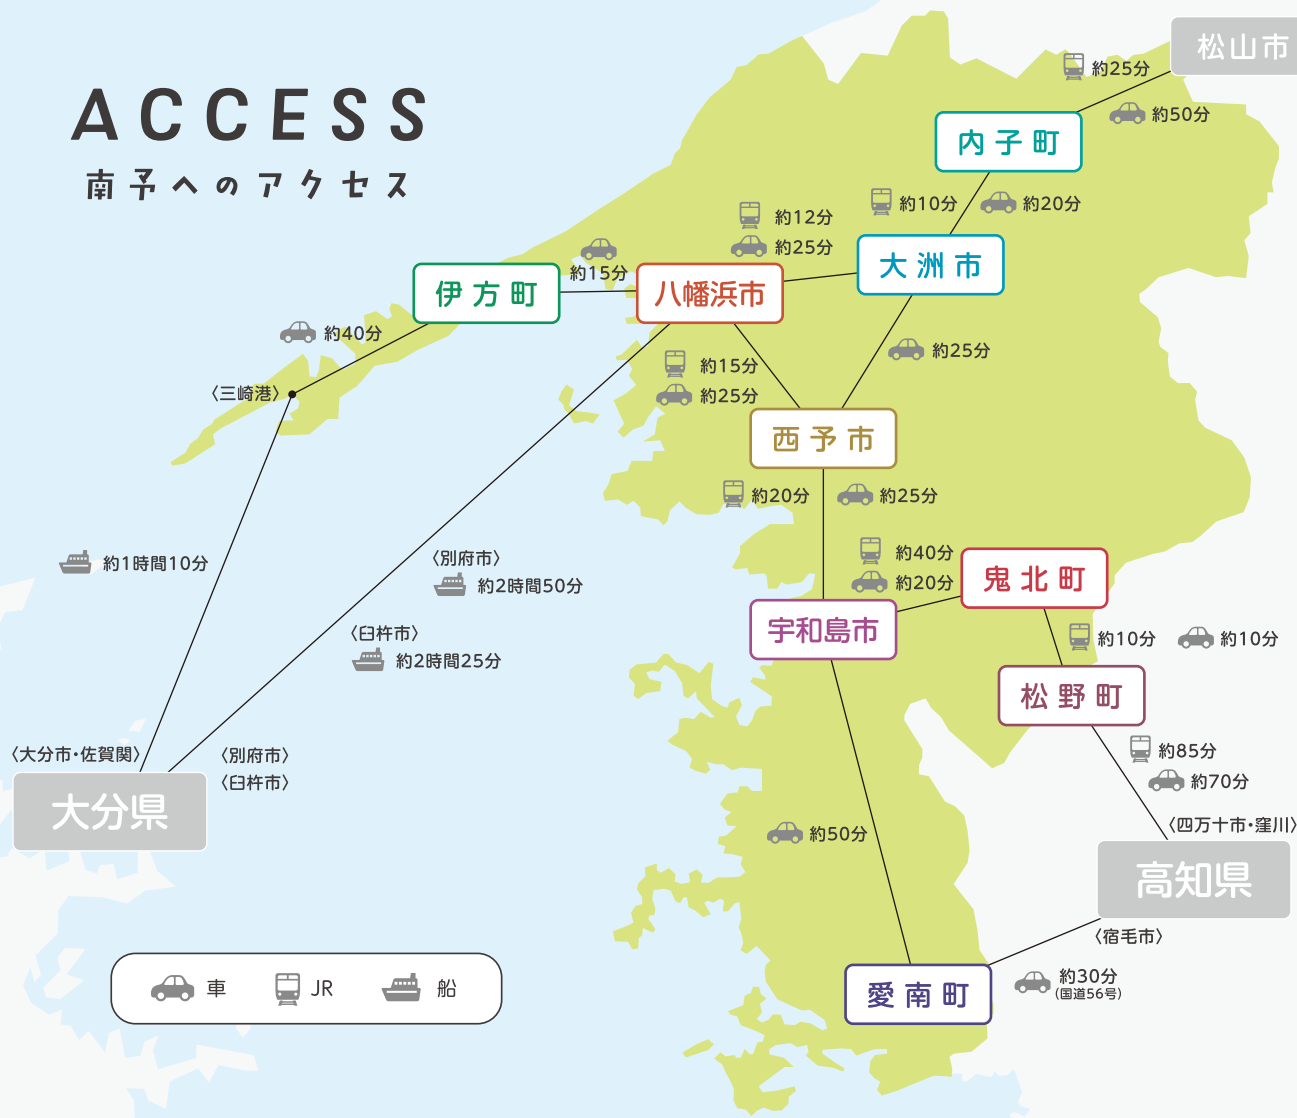 ACCESS
南予へのアクセス
松山市
約25分
約50分
内子町
約10分
約20分
大洲市
約12分
約25分
約15分
伊方町
八幡浜市
約40分
〈三崎港〉
約25分
約15分
約25分
西予市
約20分
約25分
約1時間10分
〈別府市〉
約2時間50分
〈臼杵市〉
約2時間25分
約40分
約20分
鬼北町
宇和島市
約10分
約10分
松野町
約85分
約70分
〈大分市・佐賀関〉
〈別府市〉
〈臼杵市〉
大分県
約50分
〈四万十市・窪川〉
高知県
〈宿毛市〉
愛南町
約30分
(国道56号)
車
JR
船